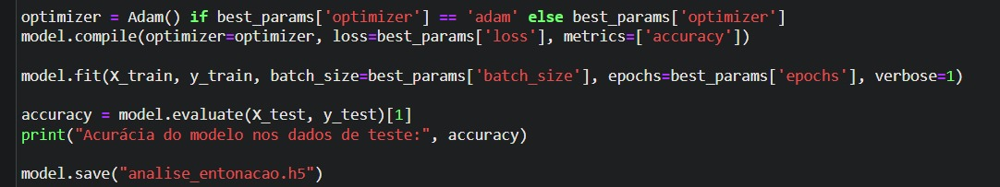 optimizer = Adam() if best_params['optimizer'] == 'adam' else best_params['optimizer']
model.compile(optimizer=optimizer, loss=best_params['loss'], metrics=['accuracy'])
model.fit(X_train, y_train, batch_size=best_params['batch_size'], epochs=best_params['epochs'], verbose=1)
accuracy = model.evaluate(X_test, y_test)[1]
print("Acurácia do modelo nos dados de teste:", accuracy)
model.save("analise_entonacao.h5")